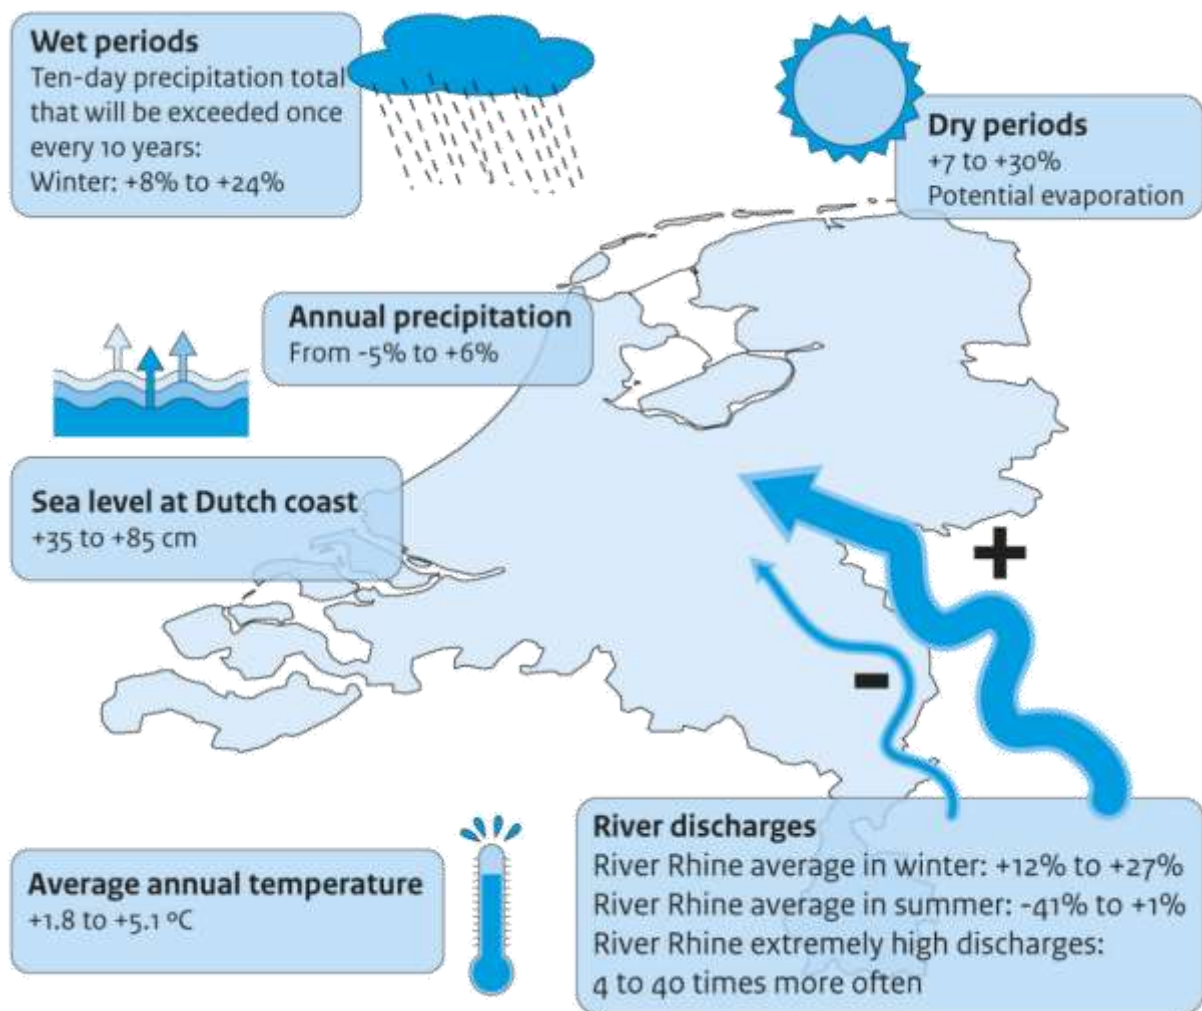 Wet periods
Ten-day precipitation total
that will be exceeded once
every 10 years:
Winter: +8% to +24%
Dry periods
+7 to +30%
Potential evaporation
Annual precipitation
From -5% to +6%
Sea level at Dutch coast
+35 to +85 cm
+
-
Average annual temperature
+1.8 to +5.1 ºC
River discharges
River Rhine average in winter: +12% to +27%
River Rhine average in summer: -41% to +1%
River Rhine extremely high discharges:
4 to 40 times more often